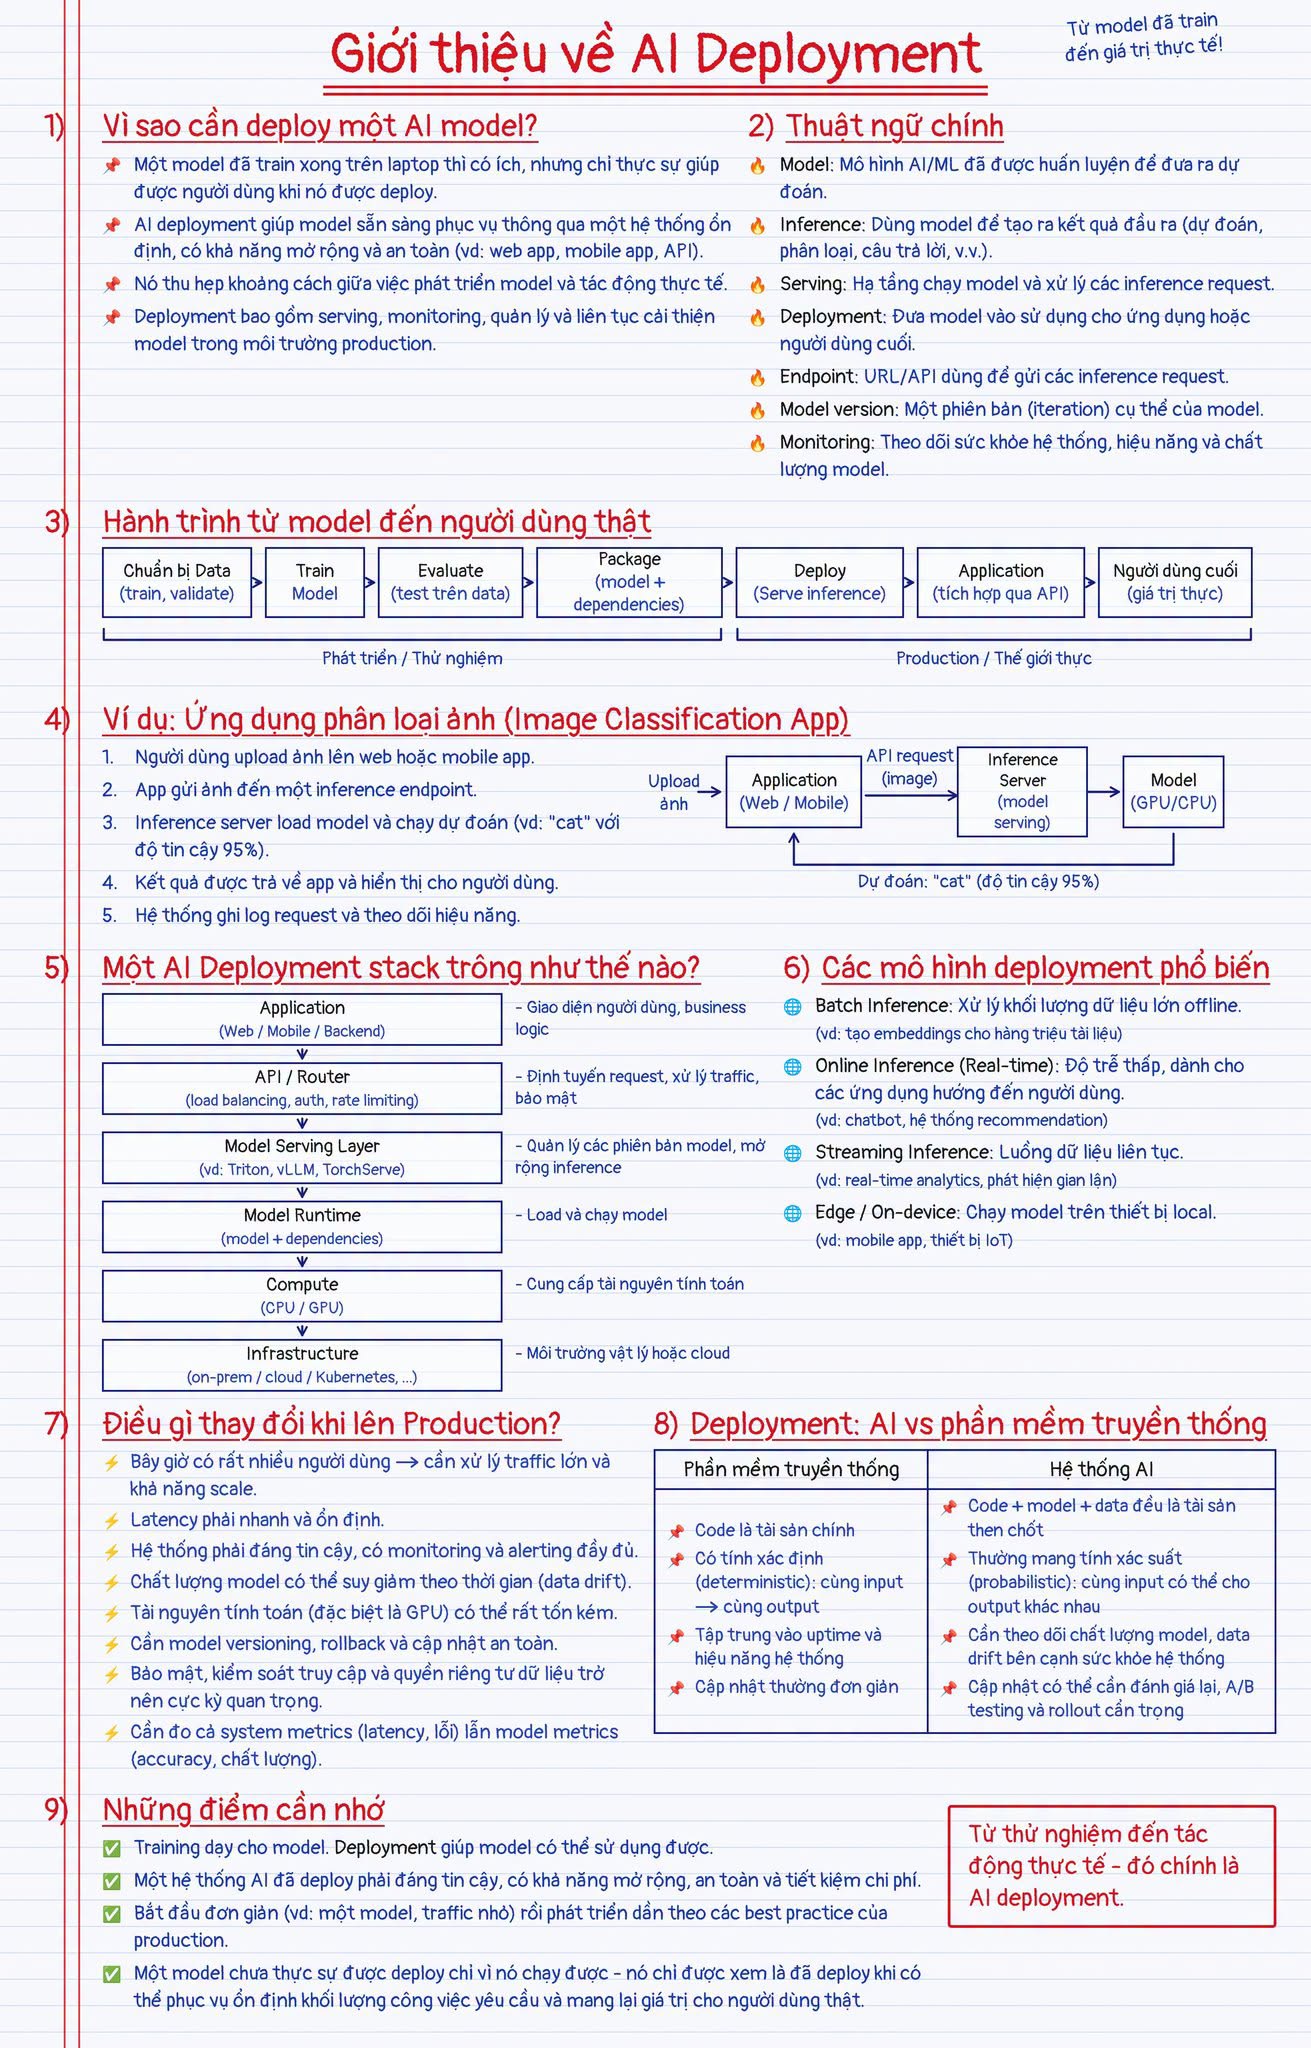 Giới thiệu về AI Deployment
Từ model đã train
đến giá trị thực tế!
1) Vì sao cần deploy một AI model?
📌 Một model đã train xong trên laptop thì có ích, nhưng chỉ thực sự giúp
được người dùng khi nó được deploy.
📌 AI deployment giúp model sẵn sàng phục vụ thông qua một hệ thống ổn
định, có khả năng mở rộng và an toàn (vd: web app, mobile app, API).
📌 Nó thu hẹp khoảng cách giữa việc phát triển model và tác động thực tế.
📌 Deployment bao gồm serving, monitoring, quản lý và liên tục cải thiện
model trong môi trường production.
2) Thuật ngữ chính
🔥 Model: Mô hình AI/ML đã được huấn luyện để đưa ra dự
đoán.
🔥 Inference: Dùng model để tạo ra kết quả đầu ra (dự đoán,
phân loại, câu trả lời, v.v.).
🔥 Serving: Hạ tầng chạy model và xử lý các inference request.
🔥 Deployment: Đưa model vào sử dụng cho ứng dụng hoặc
người dùng cuối.
🔥 Endpoint: URL/API dùng để gửi các inference request.
🔥 Model version: Một phiên bản (iteration) cụ thể của model.
🔥 Monitoring: Theo dõi sức khỏe hệ thống, hiệu năng và chất
lượng model.
3) Hành trình từ model đến người dùng thật
Chuẩn bị Data
(train, validate)
Train
Model
Evaluate
(test trên data)
Package
(model +
dependencies)
Deploy
(Serve inference)
Application
(tích hợp qua API)
Người dùng cuối
(giá trị thực)
Phát triển / Thử nghiệm
Production / Thế giới thực
4) Ví dụ: Ứng dụng phân loại ảnh (Image Classification App)
1. Người dùng upload ảnh lên web hoặc mobile app.
2. App gửi ảnh đến một inference endpoint.
3. Inference server load model và chạy dự đoán (vd: "cat" với
độ tin cậy 95%).
4. Kết quả được trả về app và hiển thị cho người dùng.
5. Hệ thống ghi log request và theo dõi hiệu năng.
Upload
ảnh
Application
(Web / Mobile)
API request
(image)
Inference
Server
(model
serving)
Model
(GPU/CPU)
Dự đoán: "cat" (độ tin cậy 95%)
5) Một AI Deployment stack trông như thế nào?
Application
(Web / Mobile / Backend)
- Giao diện người dùng, business
logic
API / Router
(load balancing, auth, rate limiting)
- Định tuyến request, xử lý traffic,
bảo mật
Model Serving Layer
(vd: Triton, vLLM, TorchServe)
- Quản lý các phiên bản model, mở
rộng inference
Model Runtime
(model + dependencies)
- Load và chạy model
Compute
(CPU / GPU)
- Cung cấp tài nguyên tính toán
Infrastructure
(on-prem / cloud / Kubernetes, ...)
- Môi trường vật lý hoặc cloud
6) Các mô hình deployment phổ biến
🌐 Batch Inference: Xử lý khối lượng dữ liệu lớn offline.
(vd: tạo embeddings cho hàng triệu tài liệu)
🌐 Online Inference (Real-time): Độ trễ thấp, dành cho
các ứng dụng hướng đến người dùng.
(vd: chatbot, hệ thống recommendation)
🌐 Streaming Inference: Luồng dữ liệu liên tục.
(vd: real-time analytics, phát hiện gian lận)
🌐 Edge / On-device: Chạy model trên thiết bị local.
(vd: mobile app, thiết bị IoT)
7) Điều gì thay đổi khi lên Production?
⚡ Bây giờ có rất nhiều người dùng → cần xử lý traffic lớn và
khả năng scale.
⚡ Latency phải nhanh và ổn định.
⚡ Hệ thống phải đáng tin cậy, có monitoring và alerting đầy đủ.
⚡ Chất lượng model có thể suy giảm theo thời gian (data drift).
⚡ Tài nguyên tính toán (đặc biệt là GPU) có thể rất tốn kém.
⚡ Cần model versioning, rollback và cập nhật an toàn.
⚡ Bảo mật, kiểm soát truy cập và quyền riêng tư dữ liệu trở
nên cực kỳ quan trọng.
⚡ Cần đo cả system metrics (latency, lỗi) lẫn model metrics
(accuracy, chất lượng).
8) Deployment: AI vs phần mềm truyền thống
Phần mềm truyền thống
📌 Code là tài sản chính
📌 Có tính xác định
(deterministic): cùng input
→ cùng output
📌 Tập trung vào uptime và
hiệu năng hệ thống
📌 Cập nhật thường đơn giản
Hệ thống AI
📌 Code + model + data đều là tài sản
then chốt
📌 Thường mang tính xác suất
(probabilistic): cùng input có thể cho
output khác nhau
📌 Cần theo dõi chất lượng model, data
drift bên cạnh sức khỏe hệ thống
📌 Cập nhật có thể cần đánh giá lại, A/B
testing và rollout cẩn trọng
9) Những điểm cần nhớ
✅ Training dạy cho model. Deployment giúp model có thể sử dụng được.
✅ Một hệ thống AI đã deploy phải đáng tin cậy, có khả năng mở rộng, an toàn và tiết kiệm chi phí.
✅ Bắt đầu đơn giản (vd: một model, traffic nhỏ) rồi phát triển dần theo các best practice của
production.
✅ Một model chưa thực sự được deploy chỉ vì nó chạy được - nó chỉ được xem là đã deploy khi có
thể phục vụ ổn định khối lượng công việc yêu cầu và mang lại giá trị cho người dùng thật.
Từ thử nghiệm đến tác
động thực tế - đó chính là
AI deployment.